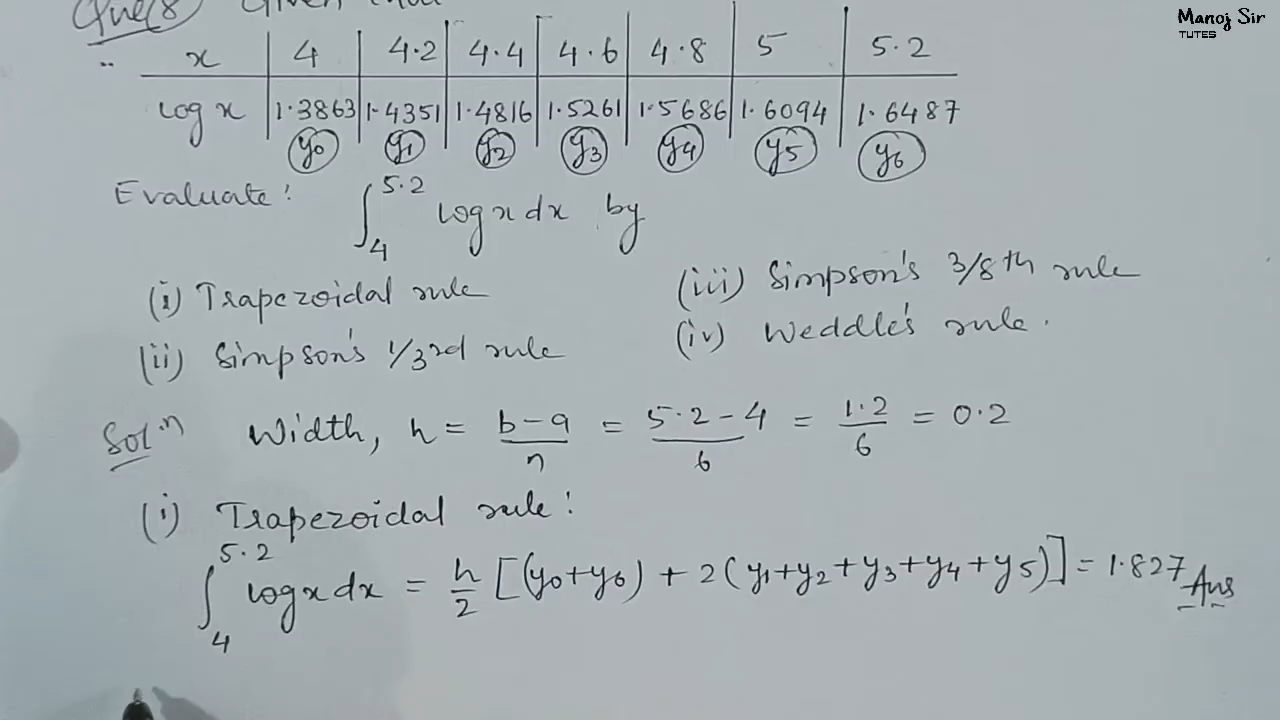 Manoj Sir
TUTES
Que(8) Given that
x 4 4.2 4.4 4.6 4.8 5 5.2
log x 1.3863 1.4351 1.4816 1.5261 1.5686 1.6094 1.6487
y0 y1 y2 y3 y4 y5 y6
Evaluate: ∫_4^5.2 log x dx by
(i) Trapezoidal rule
(ii) Simpson's 1/3rd rule
(iii) Simpson's 3/8th rule
(iv) Weddle's rule.
Solⁿ Width, h = (b-a)/n = (5.2-4)/6 = 1.2/6 = 0.2
(i) Trapezoidal rule:
∫_4^5.2 log x dx = h/2 [(y0+y6) + 2(y1+y2+y3+y4+y5)] = 1.827 Ans